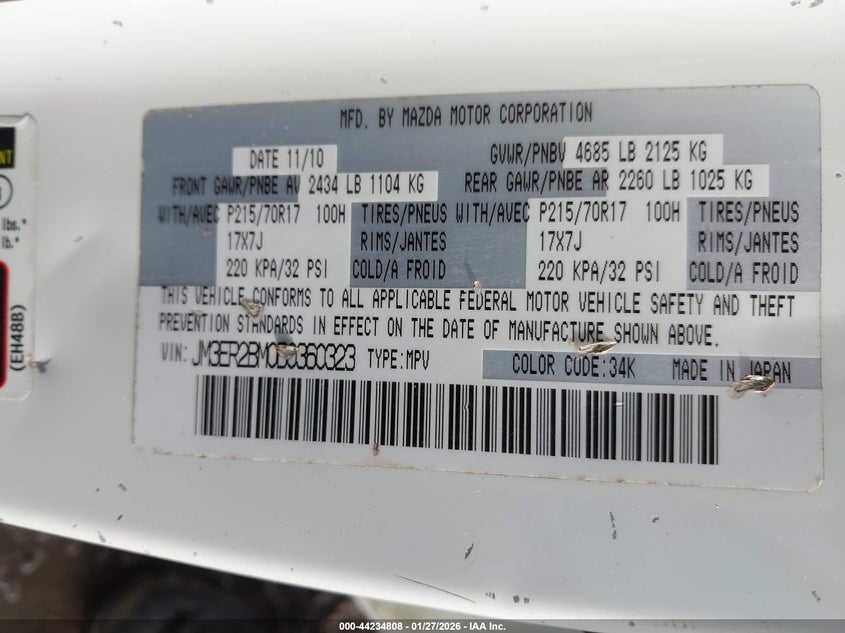 MFD. BY MAZDA MOTOR CORPORATION
DATE 11/10 GVWR/PNBV 4685 LB 2125 KG
FRONT GAWR/PNBE AV 2434 LB 1104 KG REAR GAWR/PNBE AR 2260 LB 1025 KG
WITH/AVEC P215/70R17 100H TIRES/PNEUS WITH/AVEC P215/70R17 100H TIRES/PNEUS
17X7J RIMS/JANTES 17X7J RIMS/JANTES
220 KPA/32 PSI COLD/A FROID 220 KPA/32 PSI COLD/A FROID
THIS VEHICLE CONFORMS TO ALL APPLICABLE FEDERAL MOTOR VEHICLE SAFETY AND THEFT
PREVENTION STANDARDS IN EFFECT ON THE DATE OF MANUFACTURE SHOWN ABOVE.
VIN: JM3ER2BM0B0360323 TYPE:MPV COLOR CODE:34K MADE IN JAPAN
lbs.*
lb.*
(EH48B)
000-44234808 - 01/27/2026 - IAA Inc.